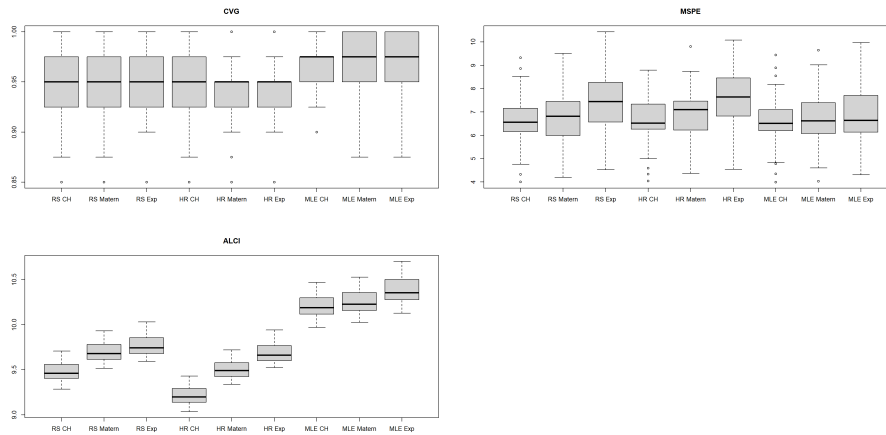 CVG
1.00
0.95
0.90
0.85
RS CH RS Matern RS Exp HR CH HR Matern HR Exp MLE CH MLE Matern MLE Exp
MSPE
10
9
8
7
6
5
4
RS CH RS Matern RS Exp HR CH HR Matern HR Exp MLE CH MLE Matern MLE Exp
ALCI
10.5
10.0
9.5
9.0
RS CH RS Matern RS Exp HR CH HR Matern HR Exp MLE CH MLE Matern MLE Exp